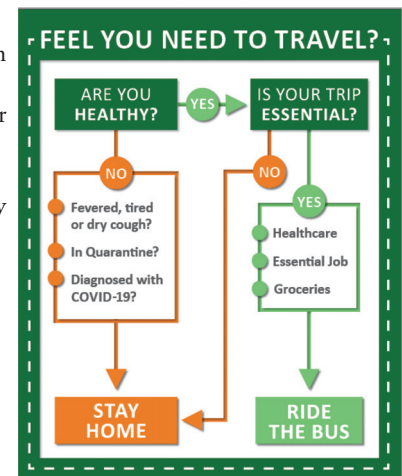 n
r
y
FEEL YOU NEED TO TRAVEL?
ARE YOU
HEALTHY?
YES
IS YOUR TRIP
ESSENTIAL?
NO
Fevered, tired
or dry cough?
In Quarantine?
Diagnosed with
COVID-19?
NO
YES
Healthcare
Essential Job
Groceries
STAY
HOME
RIDE
THE BUS